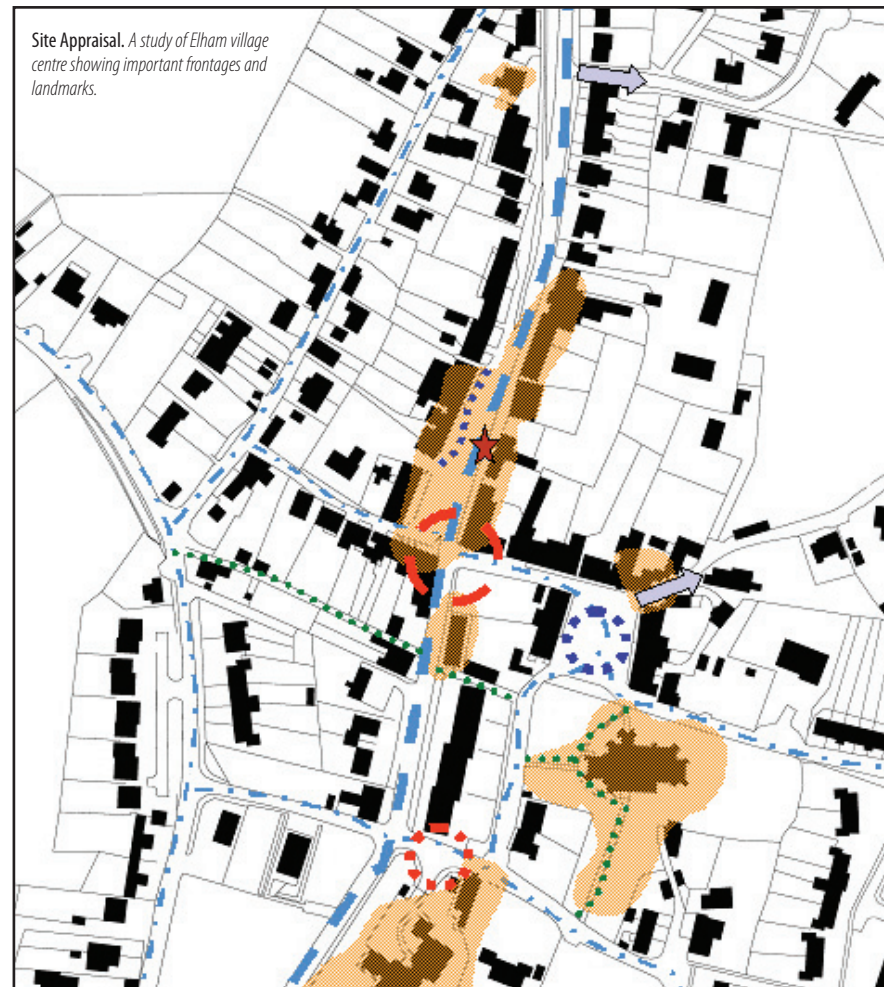 Site Appraisal. A study of Elham village
centre showing important frontages and
landmarks.